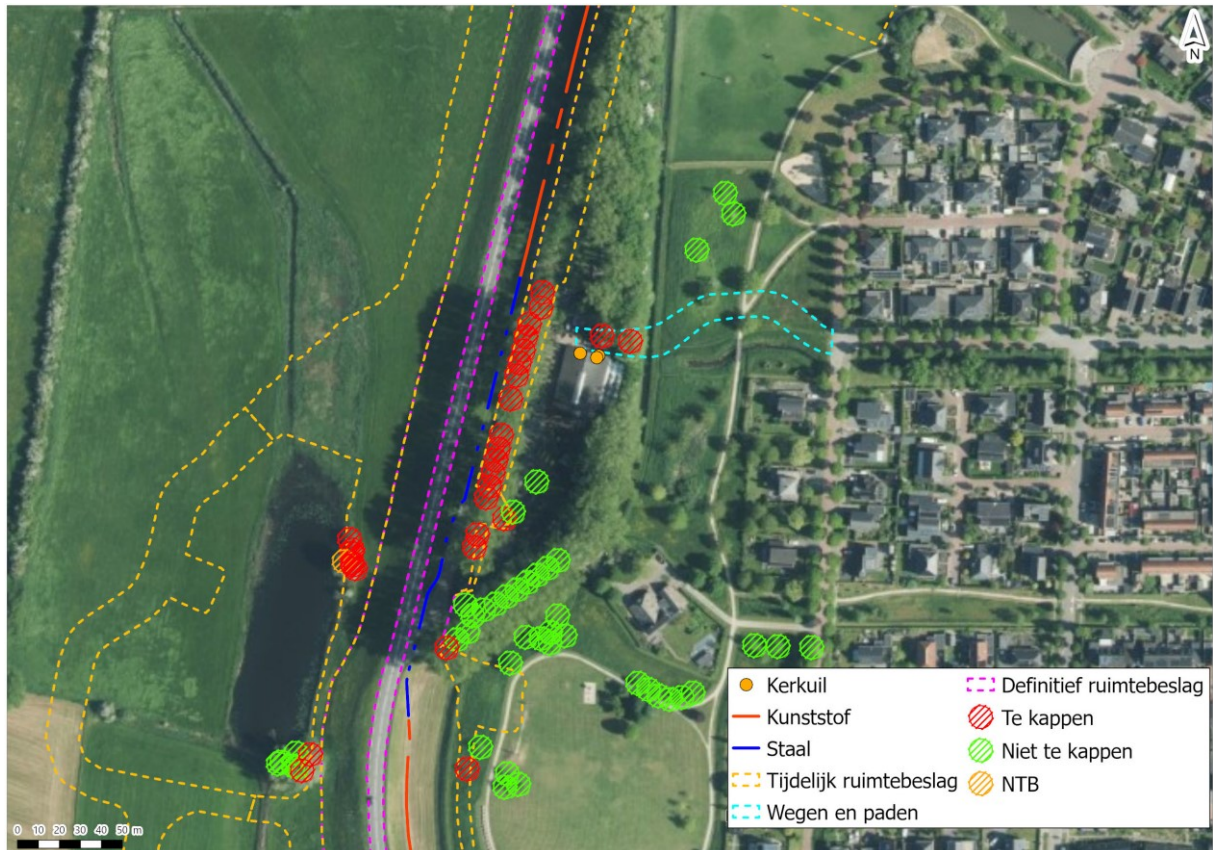 N
Kerkuil
Kunststof
Staal
Tijdelijk ruimtebeslag
Wegen en paden
Definitief ruimtebeslag
Te kappen
Niet te kappen
NTB
0 10 20 30 40 50 m